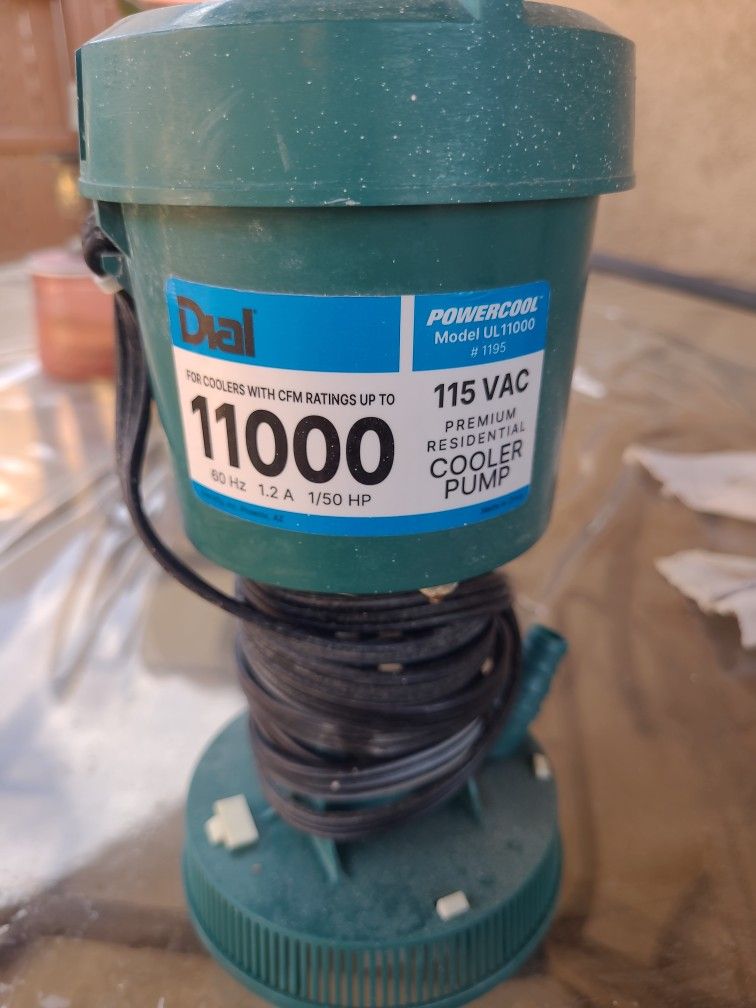 Dial
POWERCOOL
Model UL11000
# 1195
FOR COOLERS WITH CFM RATINGS UP TO
11000
60 Hz 1.2 A 1/50 HP
115 VAC
PREMIUM
RESIDENTIAL
COOLER
PUMP